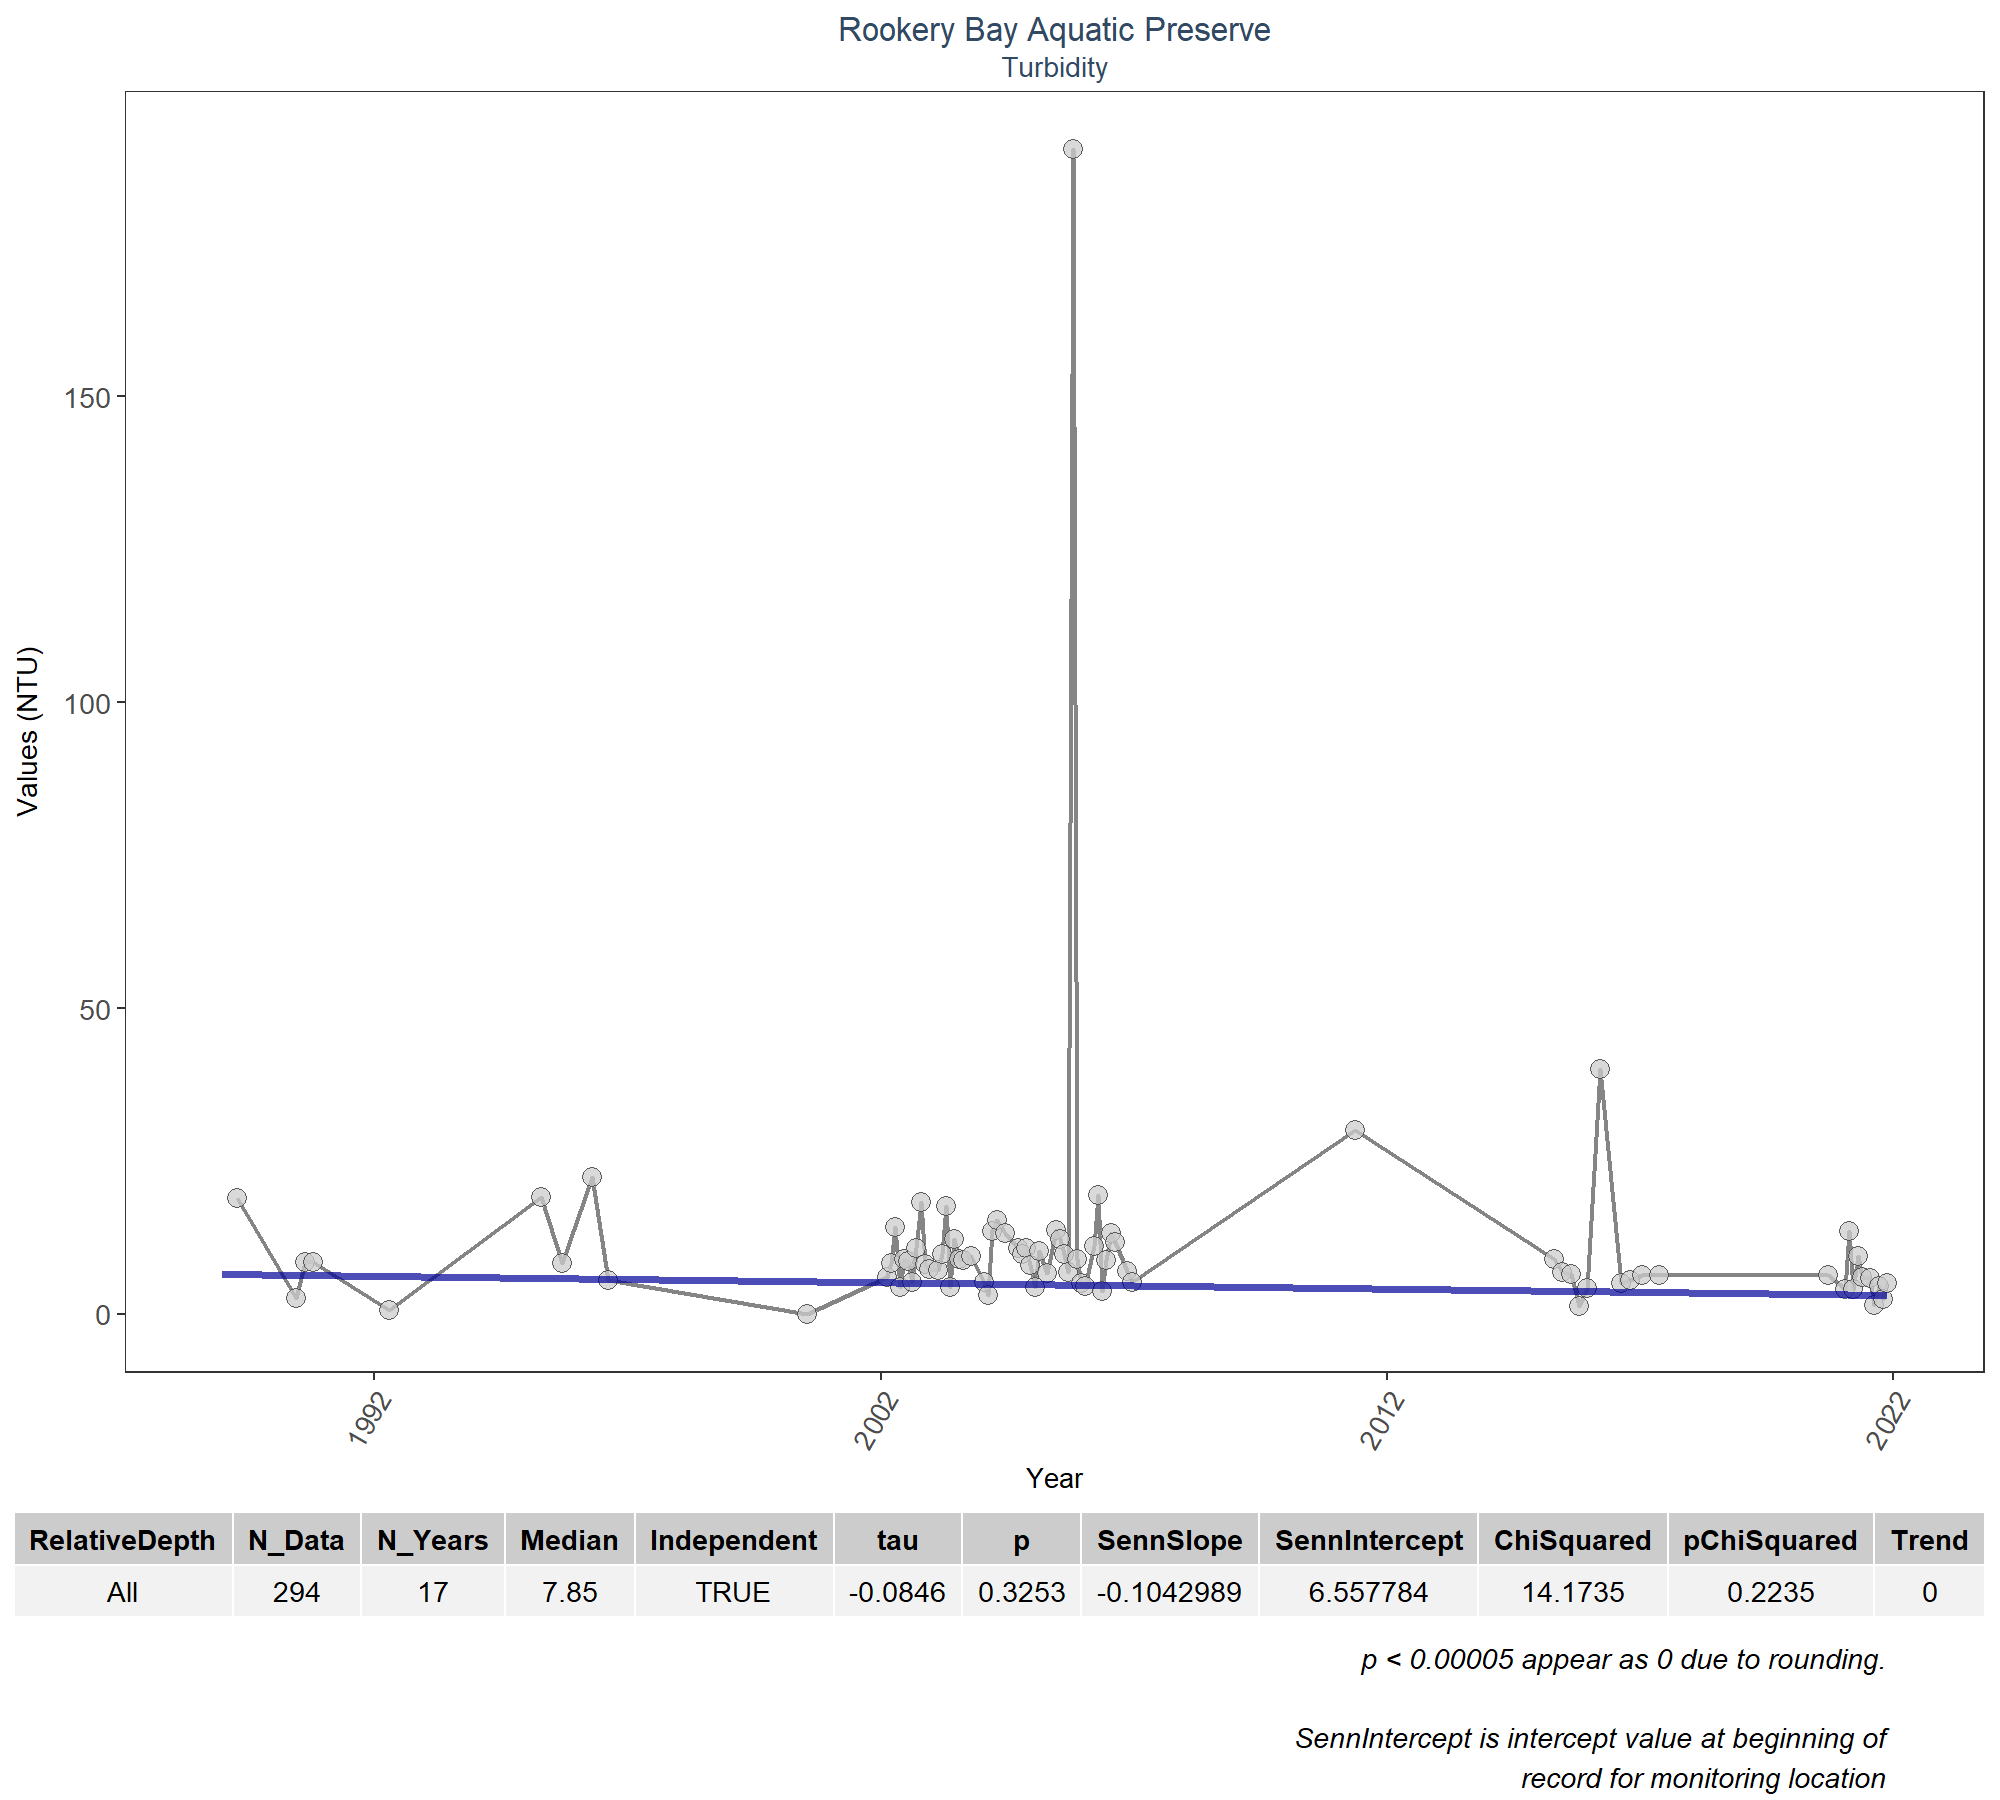 Rookery Bay Aquatic Preserve
Turbidity
Values (NTU)
150
100
50
0
1992 2002 2012 2022
Year
RelativeDepth N_Data N_Years Median Independent tau p SennSlope SennIntercept ChiSquared pChiSquared Trend
All 294 17 7.85 TRUE -0.0846 0.3253 -0.1042989 6.557784 14.1735 0.2235 0
p < 0.00005 appear as 0 due to rounding.
SennIntercept is intercept value at beginning of
record for monitoring location